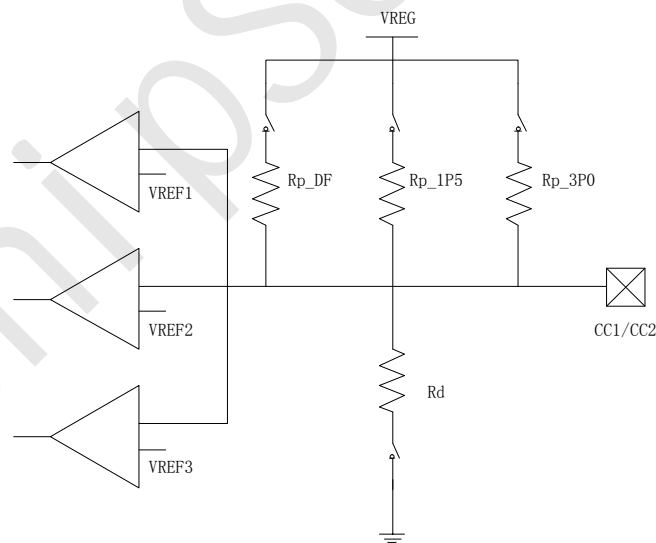 VREG
Rp_DF
Rp_1P5
Rp_3P0
VREF1
VREF2
CC1/CC2
Rd
VREF3